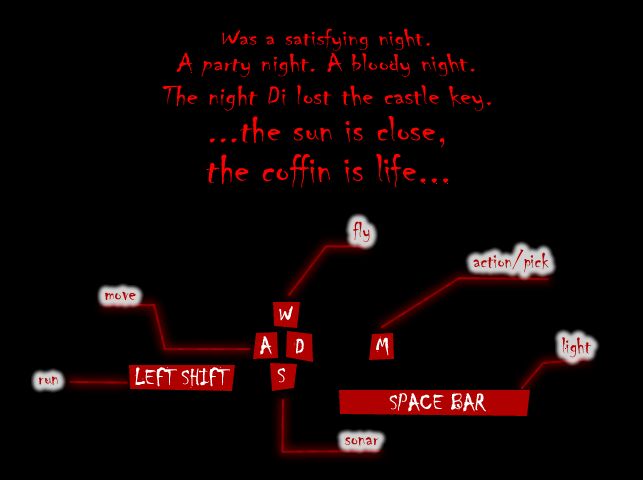 Was a satisfying night.
A party night. A bloody night.
The night Di lost the castle key.
...the sun is close,
the coffin is life...
fly
action/pick
move
W
A D
M
light
run
LEFT SHIFT
S
SPACE BAR
sonar